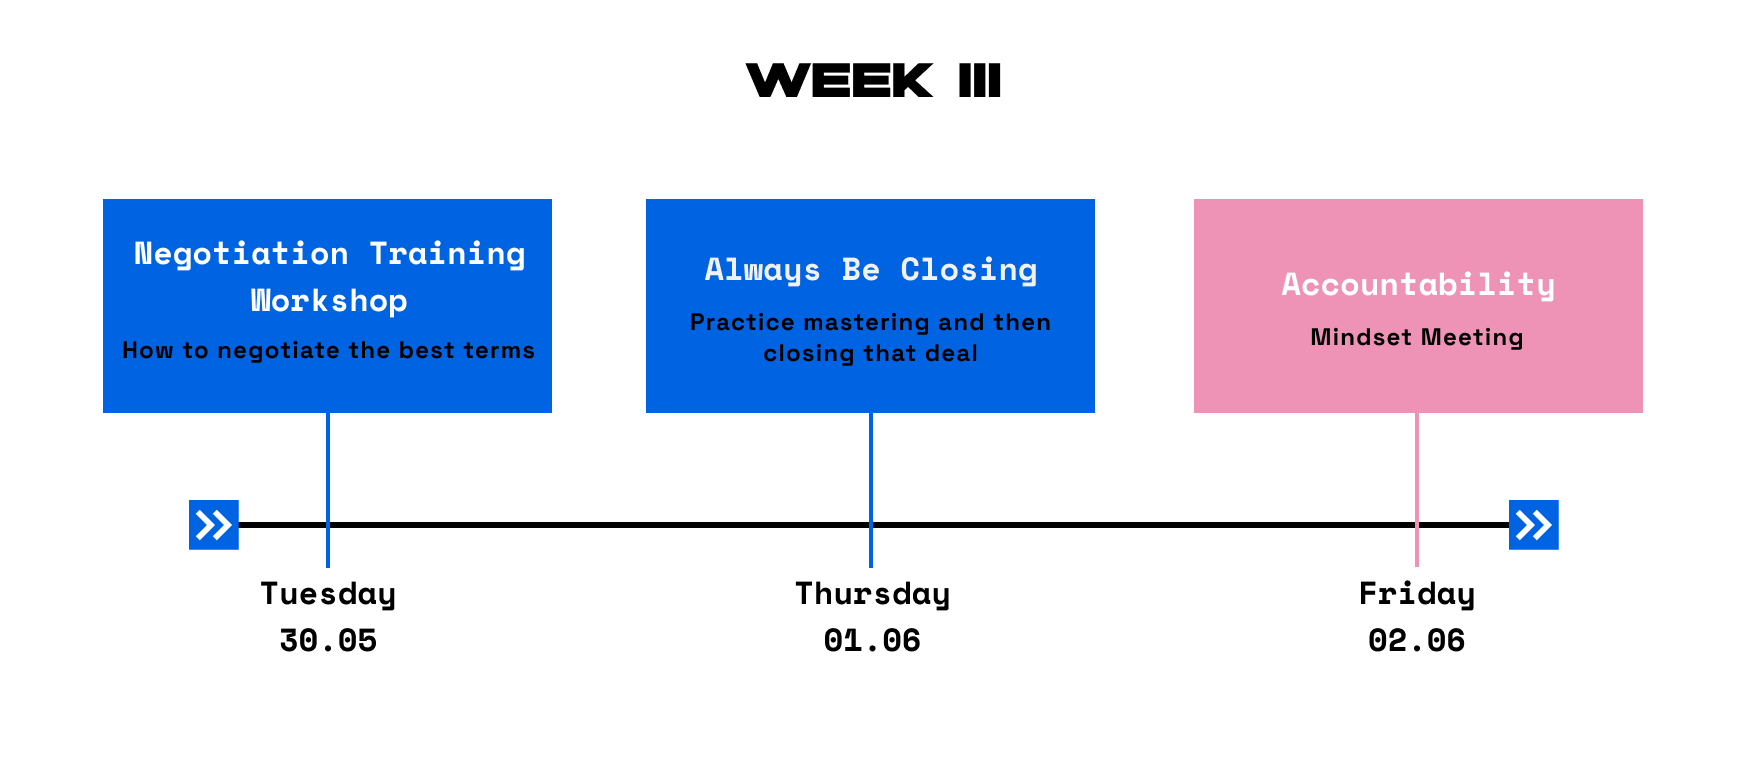 WEEK III
Negotiation Training
Workshop
How to negotiate the best terms
Always Be Closing
Practice mastering and then
closing that deal
Accountability
Mindset Meeting
Tuesday
30.05
Thursday
01.06
Friday
02.06